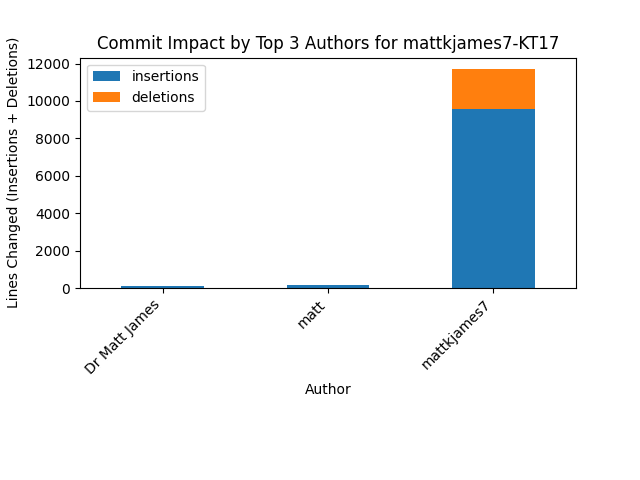 Commit Impact by Top 3 Authors for mattkjames7-KT17
Lines Changed (Insertions + Deletions)
12000
10000
8000
6000
4000
2000
0
insertions
deletions
Dr Matt James
matt
mattkjames7
Author